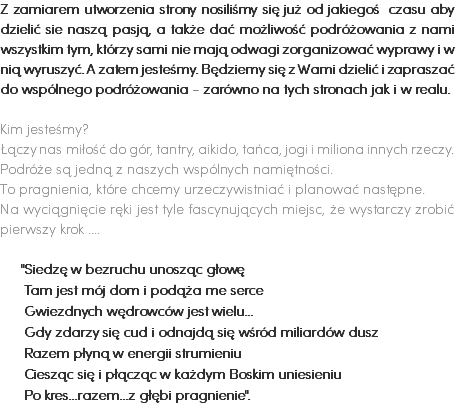 Z zamiarem utworzenia strony nosiliśmy się już od jakiegoś czasu aby
dzielić sie naszą pasją, a także dać możliwość podróżowania z nami
wszystkim tym, którzy sami nie mają odwagi zorganizować wyprawy i w
nią wyruszyć. A zatem jesteśmy. Będziemy się z Wami dzielić i zapraszać
do wspólnego podróżowania - zarówno na tych stronach jak i w realu.
Kim jesteśmy?
Łączy nas miłość do gór, tantry, aikido, tańca, jogi i miliona innych rzeczy.
Podróże są jedną z naszych wspólnych namiętności.
To pragnienia, które chcemy urzeczywistniać i planować następne.
Na wyciągnięcie ręki jest tyle fascynujących miejsc, że wystarczy zrobić
pierwszy krok ....
"Siedzę w bezruchu unosząc głowę
Tam jest mój dom i podąża me serce
Gwiezdnych wędrowców jest wielu...
Gdy zdarzy się cud i odnajdą się wśród miliardów dusz
Razem płyną w energii strumieniu
Ciesząc się i płącząc w każdym Boskim uniesieniu
Po kres...razem...z głębi pragnienie".